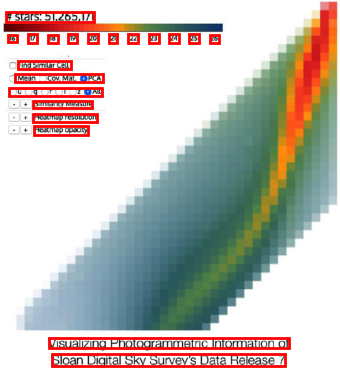 # stars: 51,265,171
16 17 18 19 20 21 22 23 24 25 26
Find Similar Cell
Mean Cov. Mat. PCA
u g r i z All
- + Similarity Measure
- + Heatmap resolution
- + Heatmap opacity
Visualizing Photogrammetric Information of
Sloan Digital Sky Survey's Data Release 7